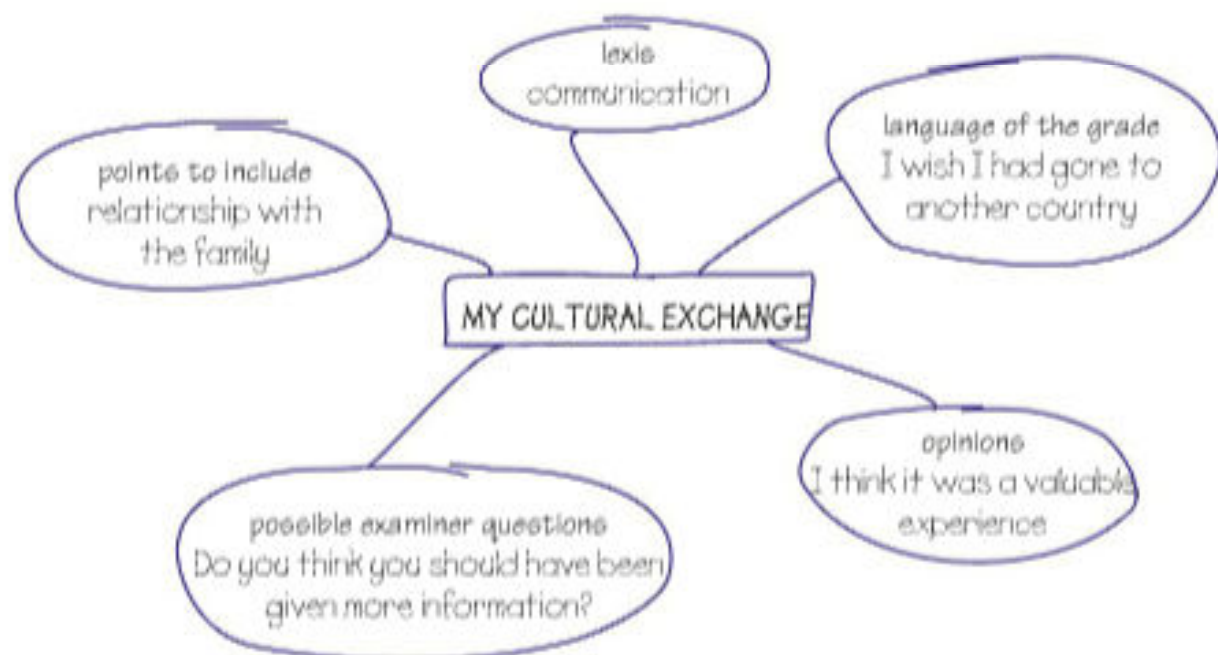 lexis
communication
language of the grade
I wish I had gone to
another country
points to include
relationship with
the family
MY CULTURAL EXCHANGE
opinions
I think it was a valuable
experience
possible examiner questions
Do you think you should have been
given more information?